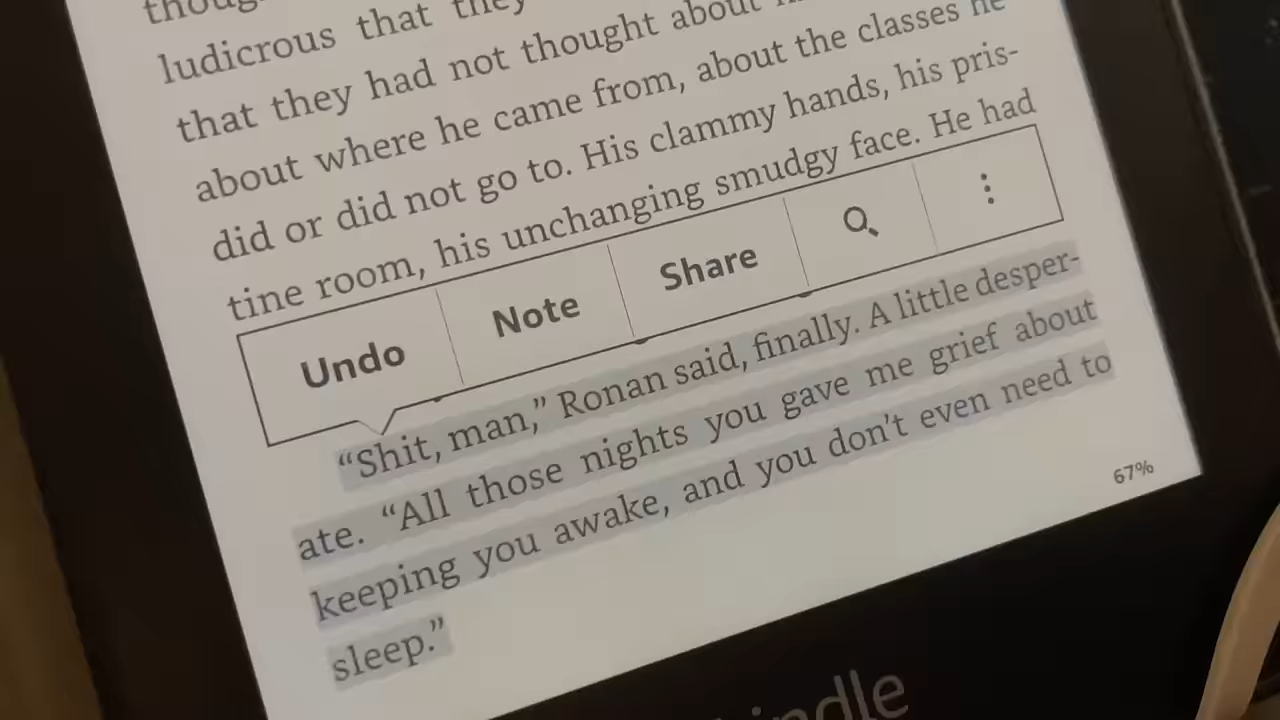 ludicrous that they
that they had not thought about
about where he came from, about the classes he
did or did not go to. His clammy hands, his pris-
tine room, his unchanging smudgy face. He had
Undo
Note
Share
“Shit, man,” Ronan said, finally. A little desper-
ate. “All those nights you gave me grief about
keeping you awake, and you don't even need to
sleep.”
67%